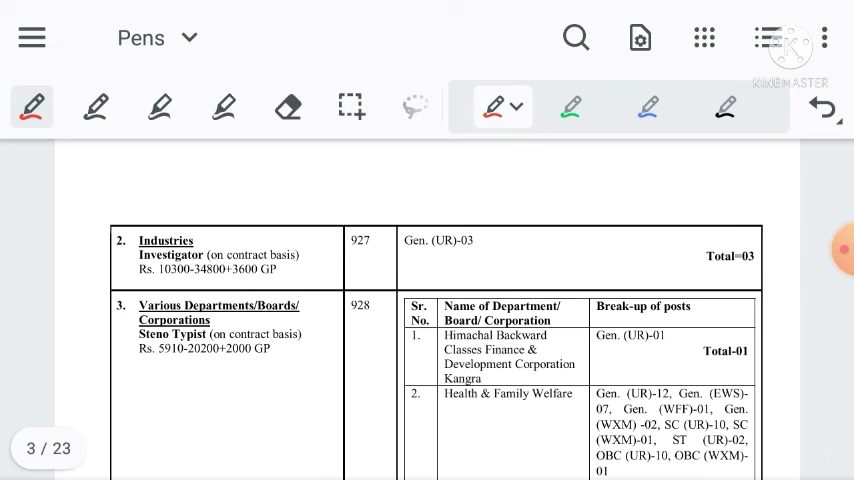 Pens
K
KINEMASTER
2. Industries
Investigator (on contract basis)
Rs. 10300-34800+3600 GP
927
Gen. (UR)-03
Total=03
3. Various Departments/Boards/
Corporations
Steno Typist (on contract basis)
Rs. 5910-20200+2000 GP
928
Sr. No.
Name of Department/
Board/ Corporation
Break-up of posts
1.
Himachal Backward
Classes Finance &
Development Corporation
Kangra
Gen. (UR)-01
Total-01
2.
Health & Family Welfare
Gen. (UR)-12, Gen. (EWS)-
07, Gen. (WFF)-01, Gen.
(WXM) -02, SC (UR)-10, SC
(WXM)-01, ST (UR)-02,
OBC (UR)-10, OBC (WXM)-
01
3 / 23